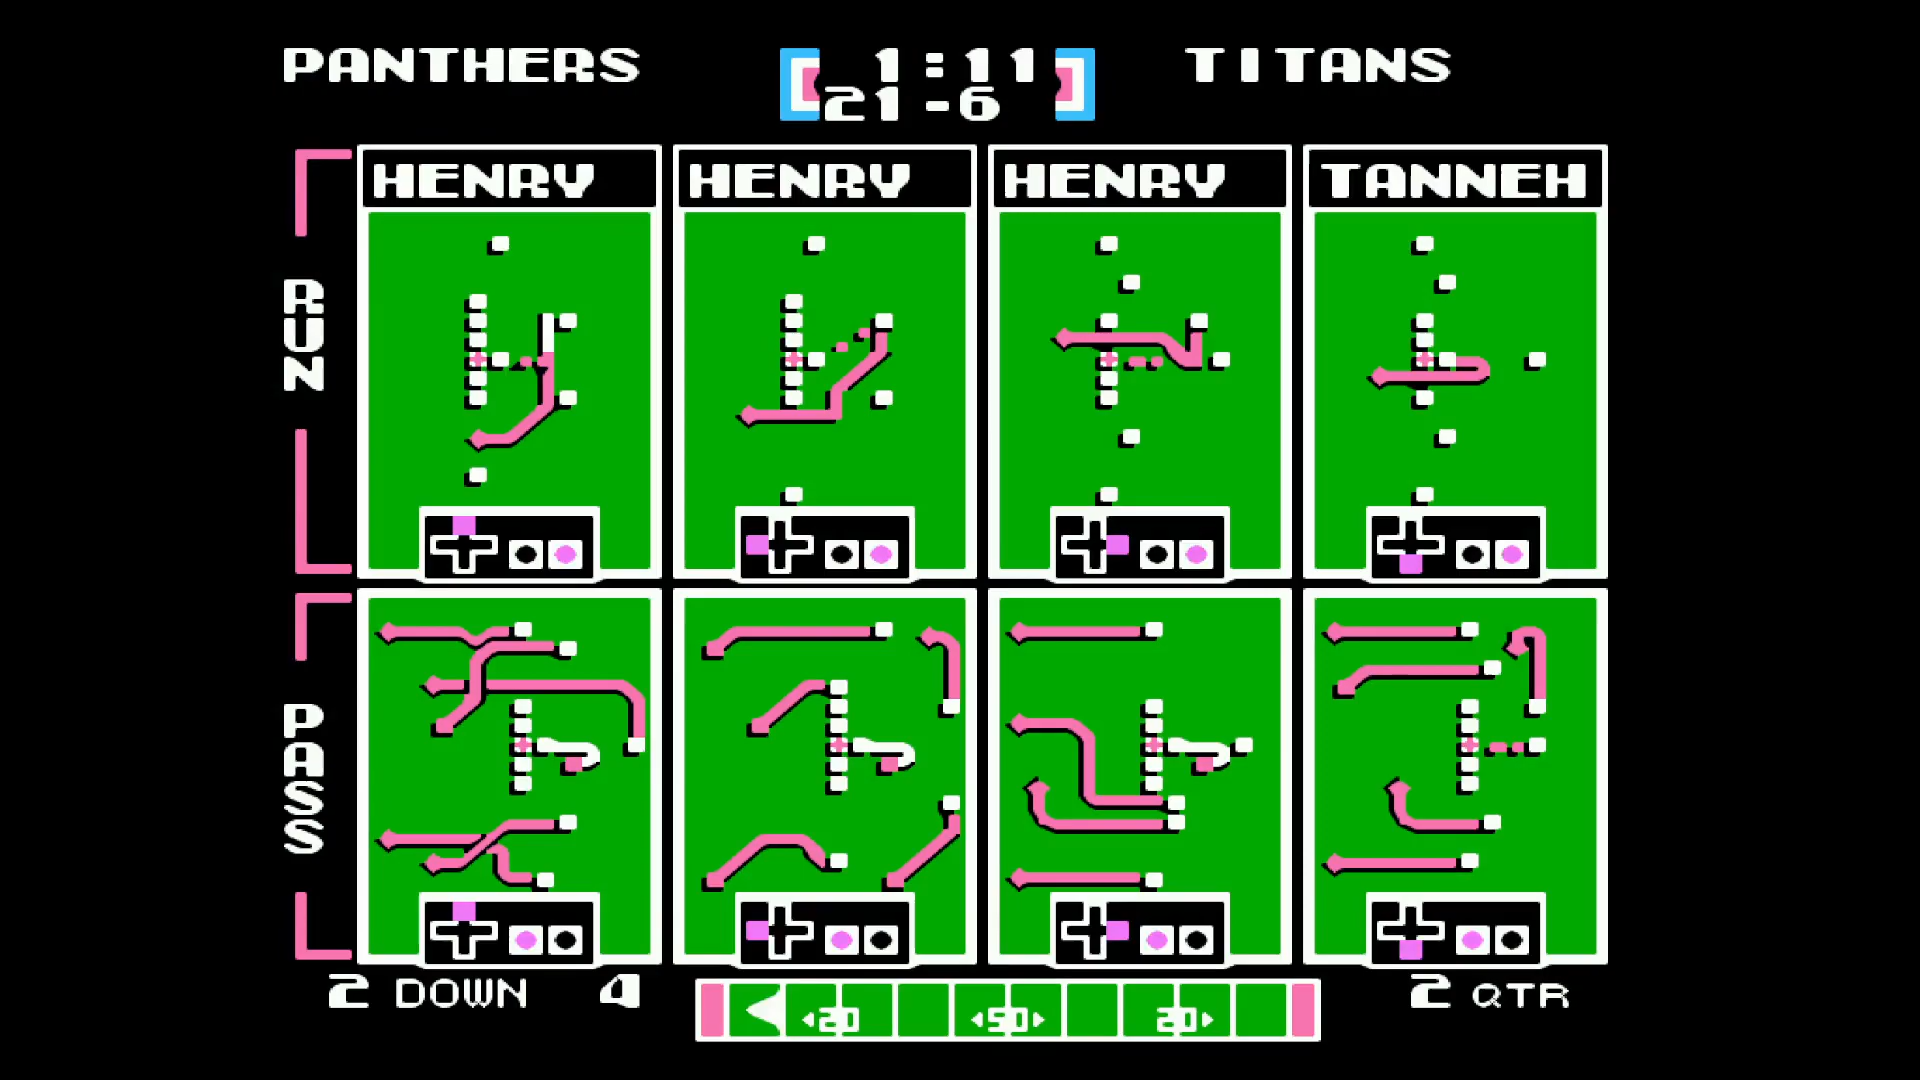 PANTHERS 1:11 TITANS
21-6
HENRY HENRY HENRY TANNEH
RUN
PASS
2 DOWN 4
20 50 20
2 QTR